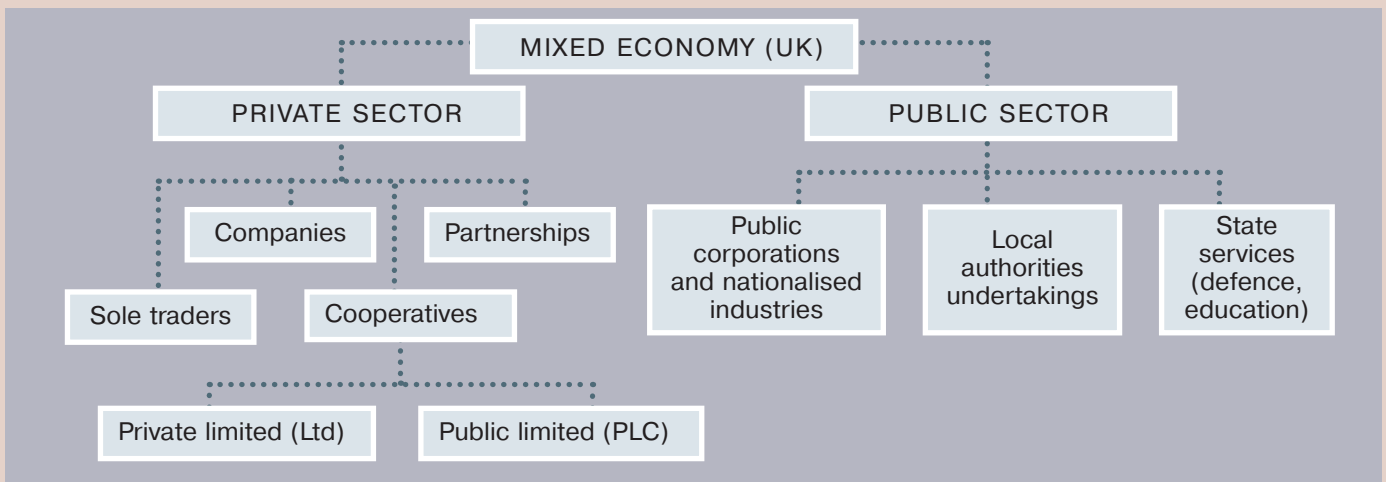 MIXED ECONOMY (UK)
PRIVATE SECTOR
PUBLIC SECTOR
Companies
Partnerships
Sole traders
Cooperatives
Private limited (Ltd)
Public limited (PLC)
Public
corporations
and nationalised
industries
Local
authorities
undertakings
State
services
(defence,
education)